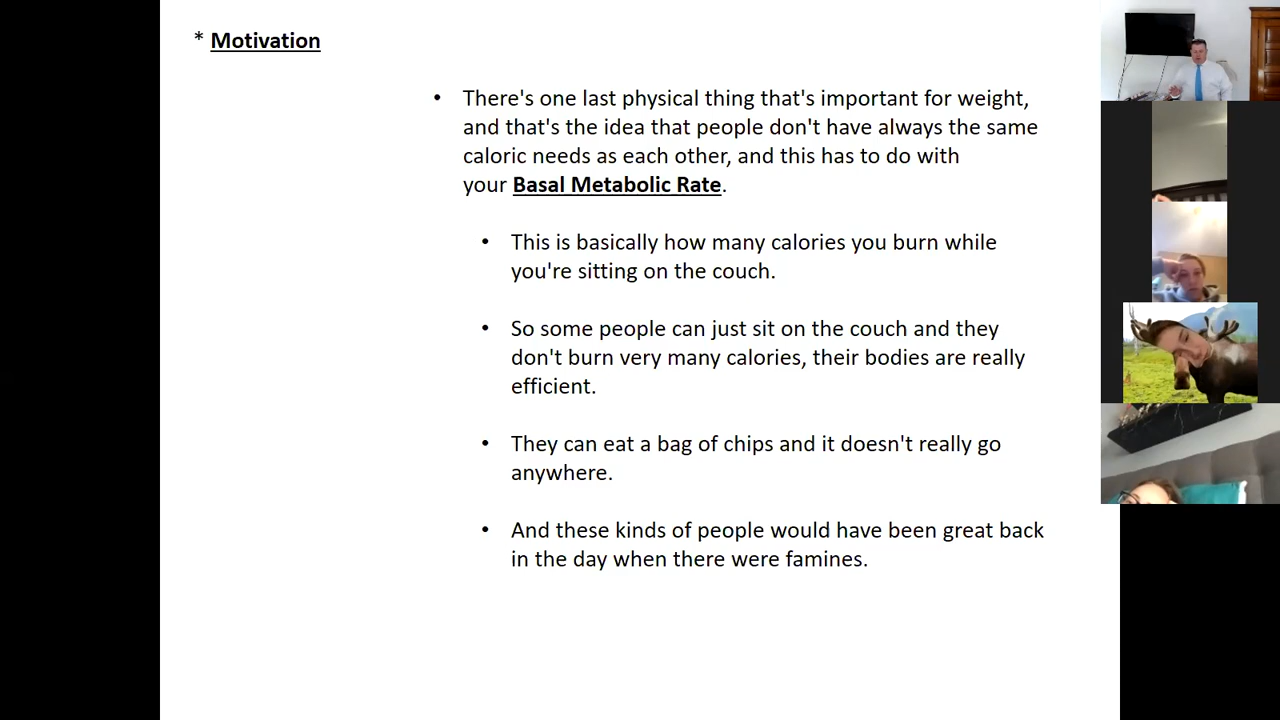 * Motivation
• There's one last physical thing that's important for weight,
and that's the idea that people don't have always the same
caloric needs as each other, and this has to do with
your Basal Metabolic Rate.
• This is basically how many calories you burn while
you're sitting on the couch.
• So some people can just sit on the couch and they
don't burn very many calories, their bodies are really
efficient.
• They can eat a bag of chips and it doesn't really go
anywhere.
• And these kinds of people would have been great back
in the day when there were famines.